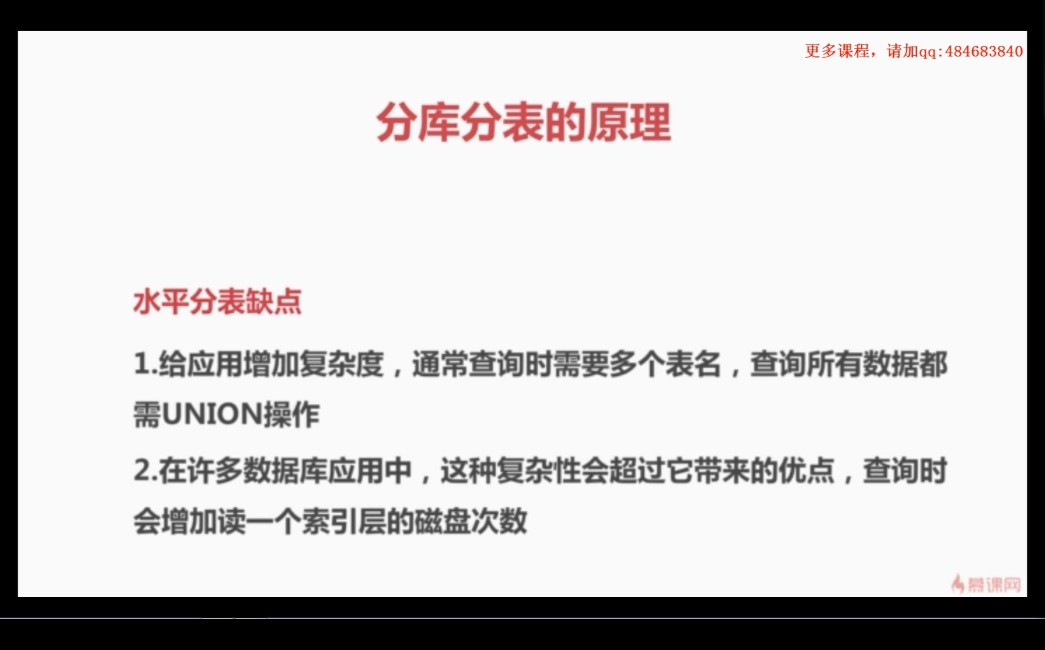 更多课程，请加qq:484683840
分库分表的原理
水平分表缺点
1.给应用增加复杂度，通常查询时需要多个表名，查询所有数据都
需UNION操作
2.在许多数据库应用中，这种复杂性会超过它带来的优点，查询时
会增加读一个索引层的磁盘次数
慕课网